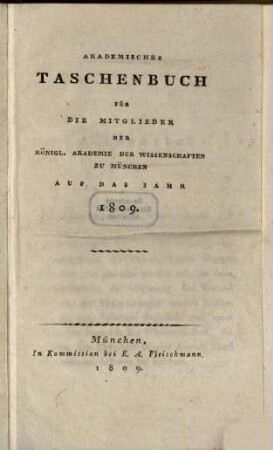 AKADEMISCHES
TASCHENBUCH
FÜR
DIE MITGLIEDER
DER
KÖNIGL. AKADEMIE DER WISSENSCHAFTEN
ZU MÜNCHEN
AUF DAS JAHR
1809.
München,
In Kommission bei E. A. Fleischmann.
1809.